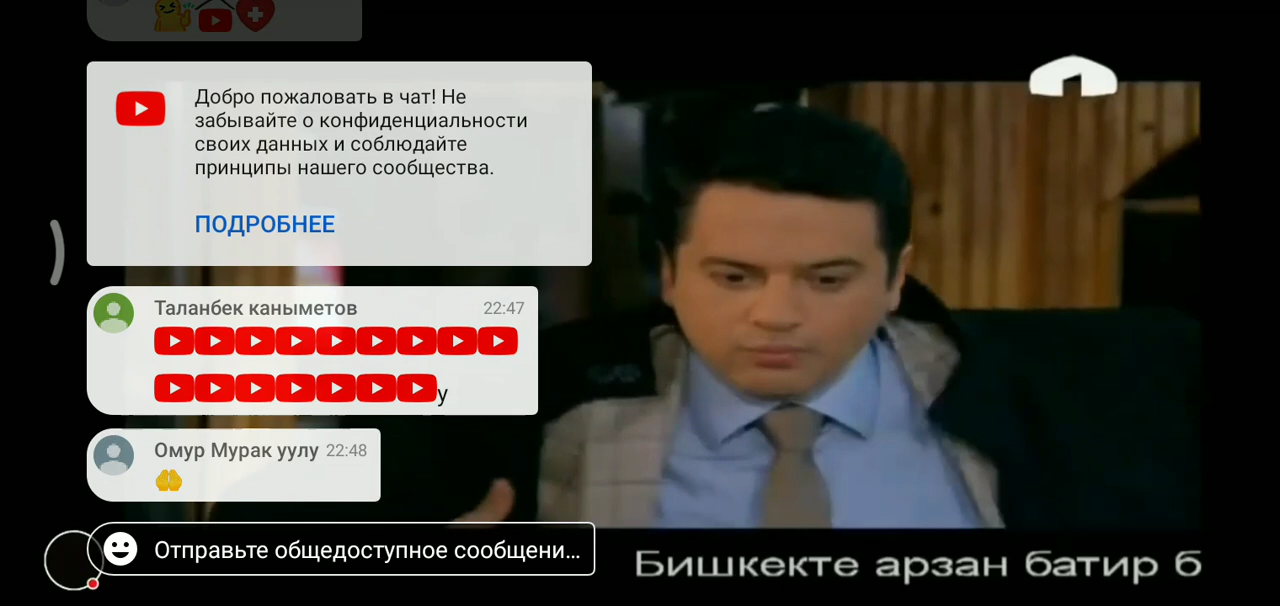 Добро пожаловать в чат! Не
забывайте о конфиденциальности
своих данных и соблюдайте
принципы нашего сообщества.
ПОДРОБНЕЕ
Таланбек каныметов 22:47
у
Омур Мурак уулу 22:48
Отправьте общедоступное сообщени...
Бишкекте арзан батир б